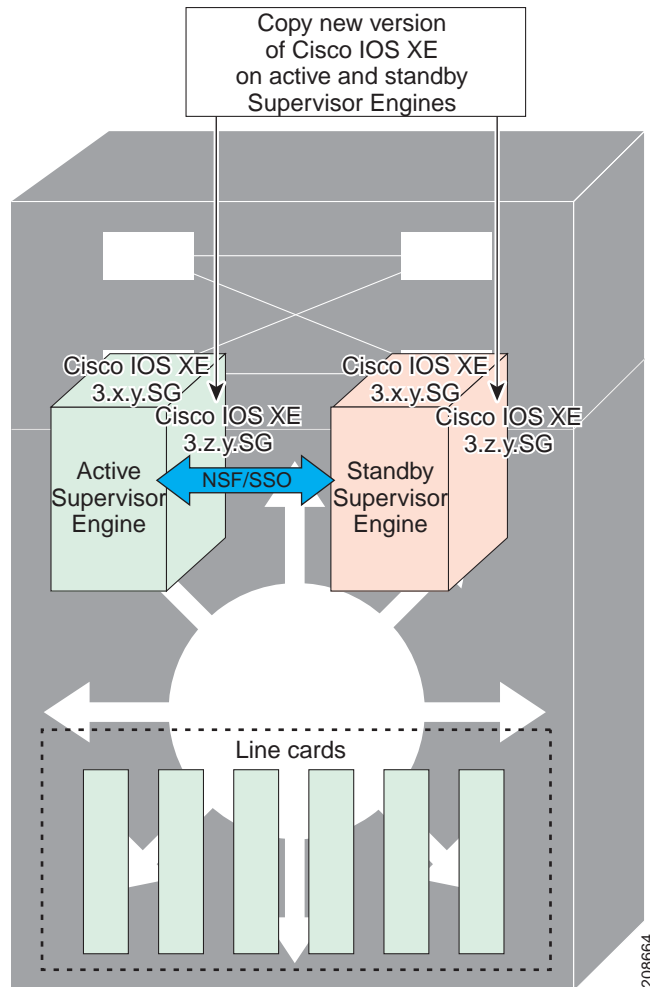 Copy new version
of Cisco IOS XE
on active and standby
Supervisor Engines
Cisco IOS XE
3.x.y.SG
Cisco IOS XE
3.z.y.SG
Cisco IOS XE
3.x.y.SG
Cisco IOS XE
3.z.y.SG
Active
Supervisor
Engine
NSF/SSO
Standby
Supervisor
Engine
Line cards
208664